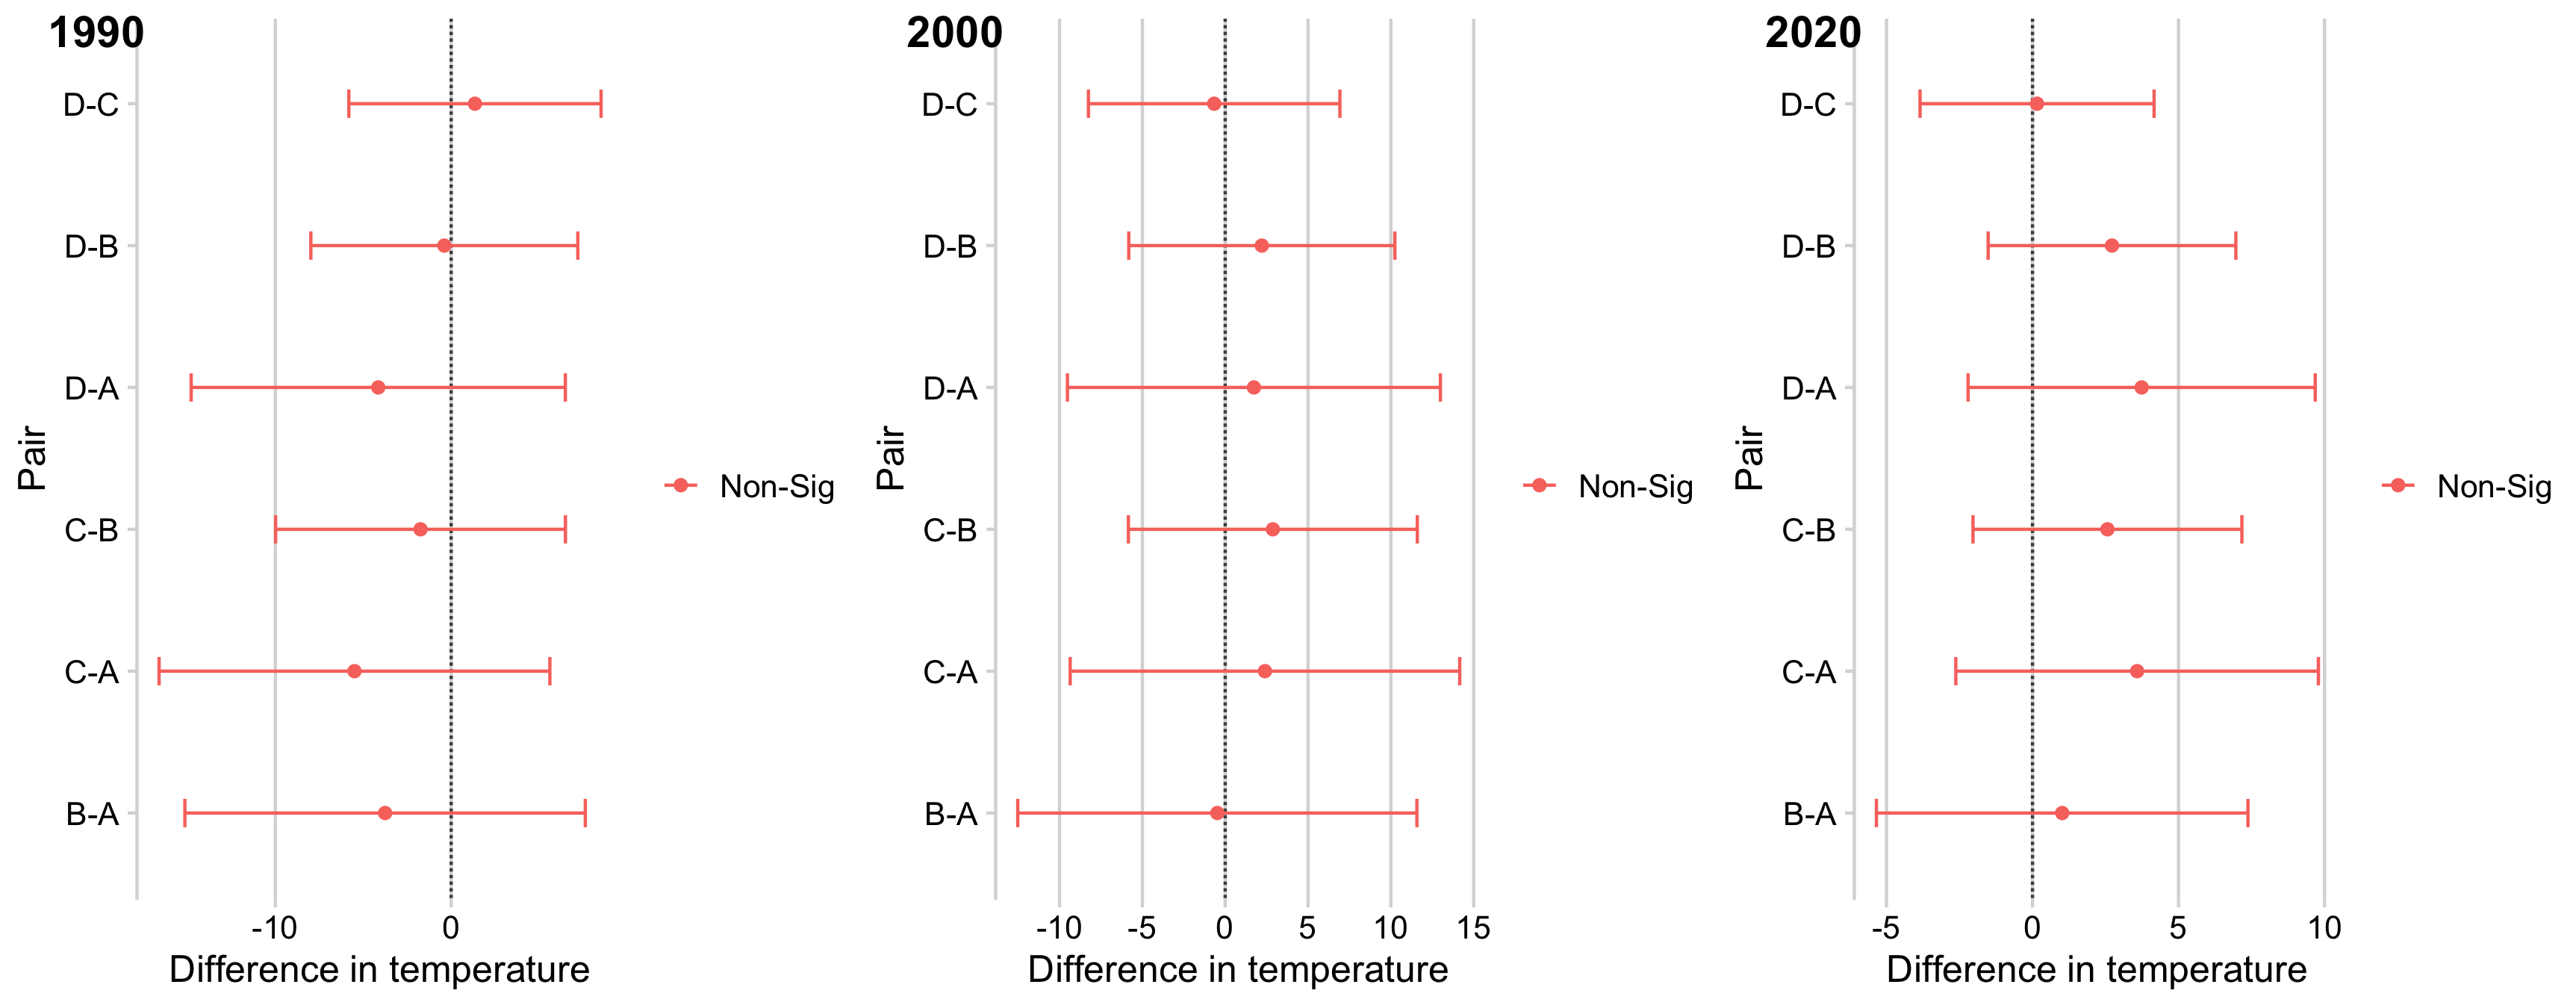 1990
D-C
D-B
D-A
C-B
C-A
B-A
Pair
-10 0
Difference in temperature
Non-Sig
2000
D-C
D-B
D-A
C-B
C-A
B-A
Pair
-10 -5 0 5 10 15
Difference in temperature
Non-Sig
2020
D-C
D-B
D-A
C-B
C-A
B-A
Pair
-5 0 5 10
Difference in temperature
Non-Sig